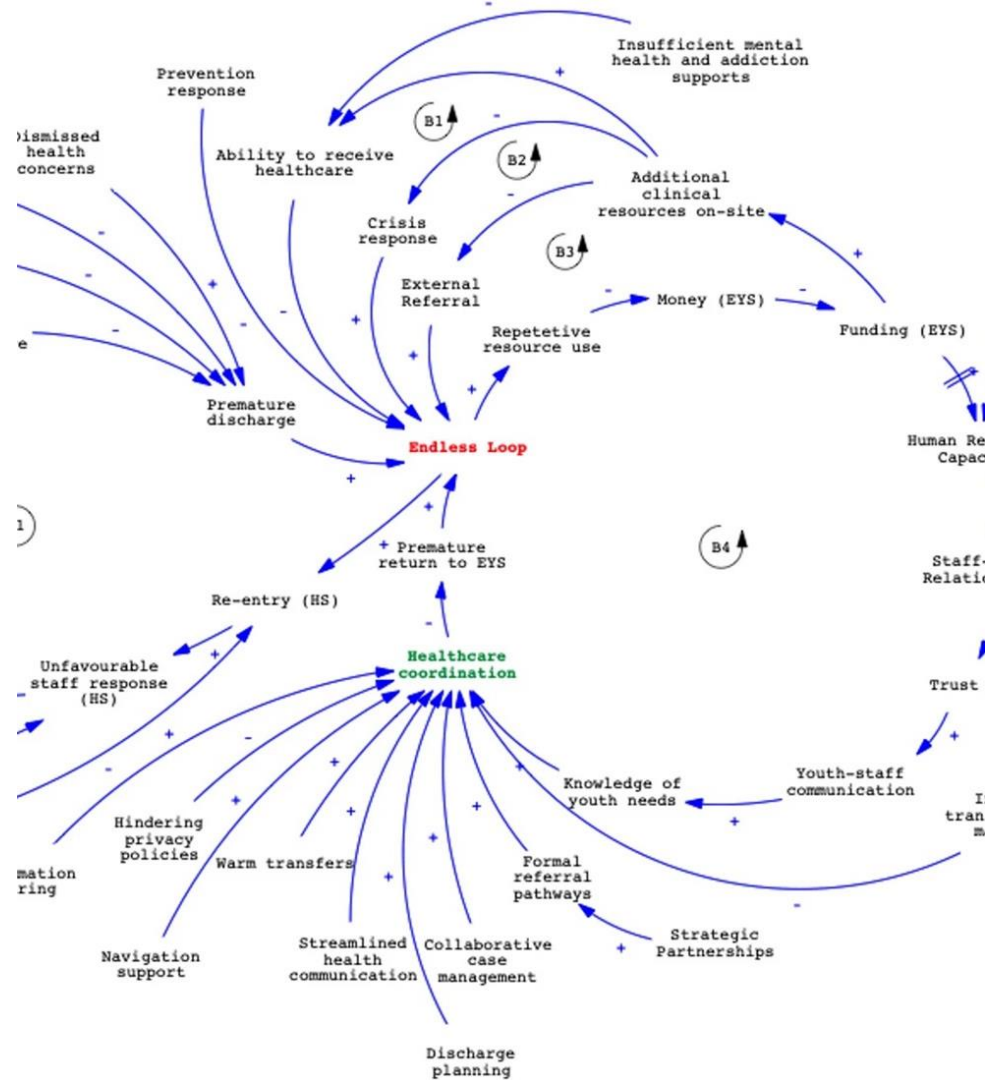 Insufficient mental
health and addiction
supports
Prevention
response
Ability to receive
healthcare
B1
B2
Additional
clinical
resources on-site
health
concerns
Crisis
response
B3
External
Referral
Money (EYS)
Funding (EYS)
Repetetive
resource use
Premature
discharge
Endless Loop
B4
Premature
return to EYS
Re-entry (HS)
Healthcare
coordination
Unfavourable
staff response
(HS)
Trust
Knowledge of
youth needs
Youth-staff
communication
Hindering
privacy
policies
Warm transfers
Formal
referral
pathways
Navigation
support
Streamlined
health
communication
Collaborative
case
management
Strategic
Partnerships
Discharge
planning
Human